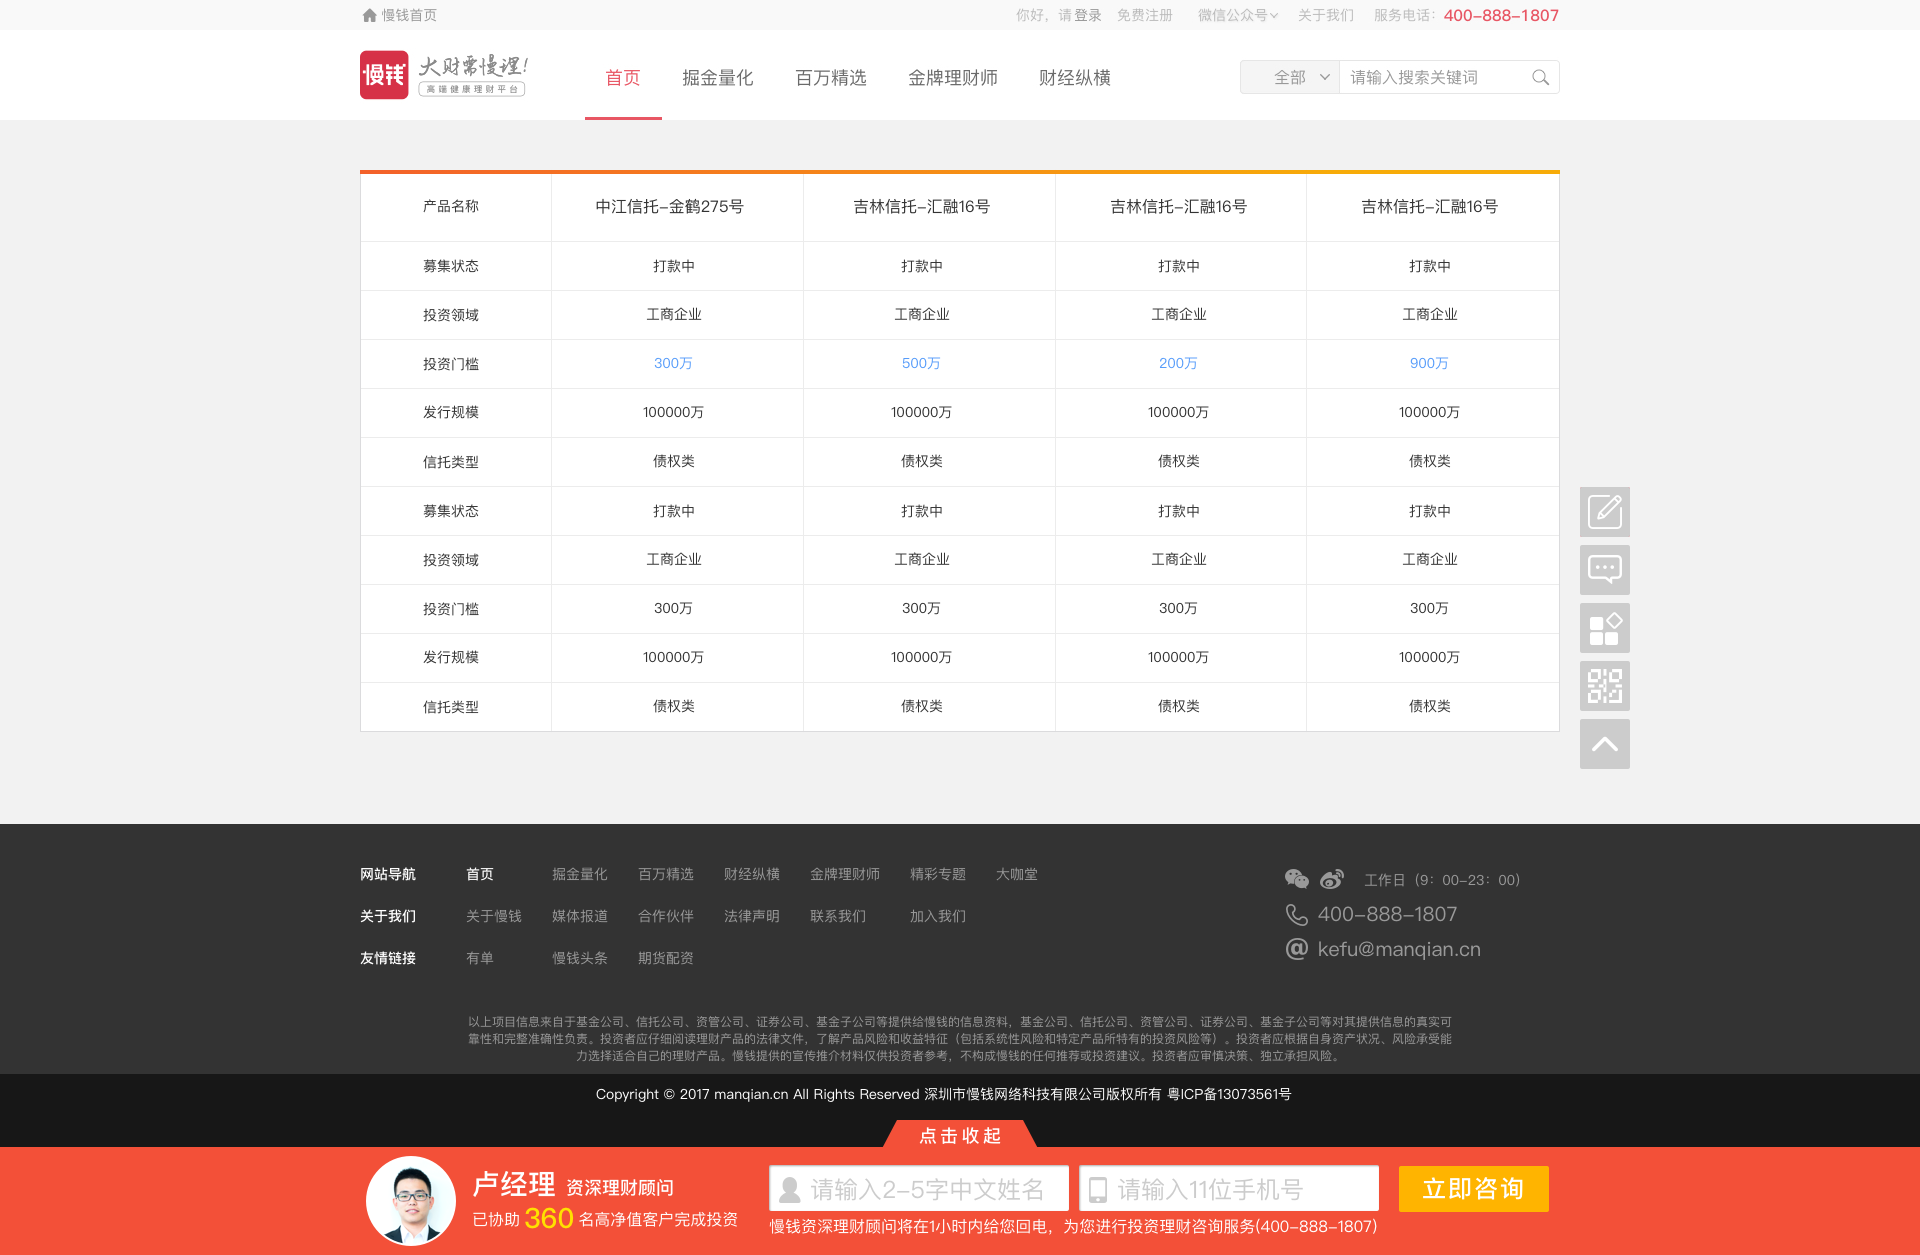 慢钱首页 你好，请 登录 免费注册 微信公众号 关于我们 服务电话：400-888-1807
慢钱 大财需慢理!
高端健康理财平台
首页 掘金量化 百万精选 金牌理财师 财经纵横 全部 请输入搜索关键词
产品名称 中江信托-金鹤275号 吉林信托-汇融16号 吉林信托-汇融16号 吉林信托-汇融16号
募集状态 打款中 打款中 打款中 打款中
投资领域 工商企业 工商企业 工商企业 工商企业
投资门槛 300万 500万 200万 900万
发行规模 100000万 100000万 100000万 100000万
信托类型 债权类 债权类 债权类 债权类
募集状态 打款中 打款中 打款中 打款中
投资领域 工商企业 工商企业 工商企业 工商企业
投资门槛 300万 300万 300万 300万
发行规模 100000万 100000万 100000万 100000万
信托类型 债权类 债权类 债权类 债权类
网站导航 首页 掘金量化 百万精选 财经纵横 金牌理财师 精彩专题 大咖堂
关于我们 关于慢钱 媒体报道 合作伙伴 法律声明 联系我们 加入我们
友情链接 有单 慢钱头条 期货配资
工作日（9：00-23：00）
400-888-1807
@ kefu@manqian.cn
以上项目信息来自于基金公司、信托公司、资管公司、证券公司、基金子公司等提供给慢钱的信息资料，基金公司、信托公司、资管公司、证券公司、基金子公司等对其提供信息的真实可
靠性和完整准确性负责。投资者应仔细阅读理财产品的法律文件，了解产品风险和收益特征（包括系统性风险和特定产品所特有的投资风险等）。投资者应根据自身资产状况、风险承受能
力选择适合自己的理财产品。慢钱提供的宣传推介材料仅供投资者参考，不构成慢钱的任何推荐或投资建议。投资者应审慎决策、独立承担风险。
Copyright © 2017 manqian.cn All Rights Reserved 深圳市慢钱网络科技有限公司版权所有 粤ICP备13073561号
点击收起
卢经理 资深理财顾问
已协助 360 名高净值客户完成投资
请输入2-5字中文姓名 请输入11位手机号 立即咨询
慢钱资深理财顾问将在1小时内给您回电，为您进行投资理财咨询服务(400-888-1807)